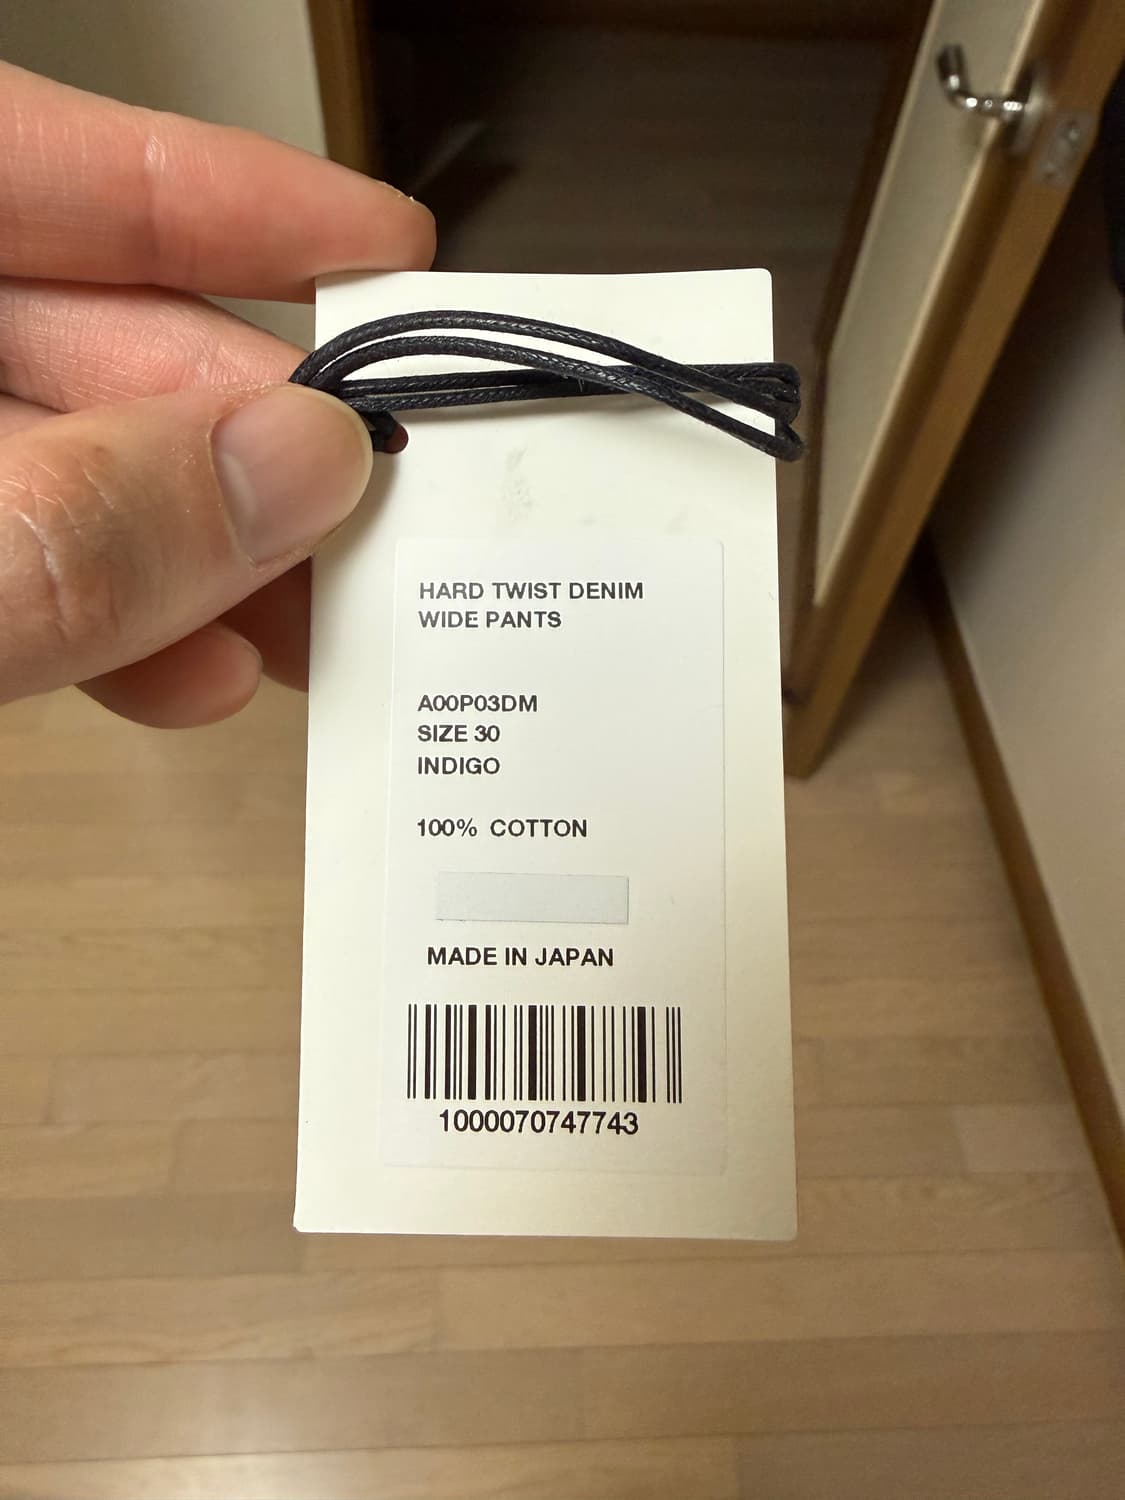 HARD TWIST DENIM
WIDE PANTS
A00P03DM
SIZE 30
INDIGO
100% COTTON
MADE IN JAPAN
1000070747743